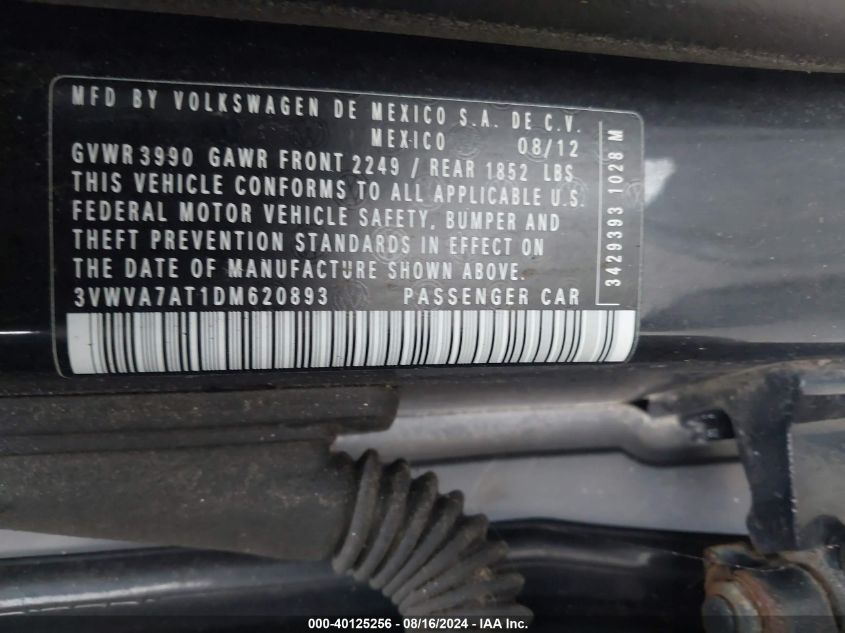 MFD BY VOLKSWAGEN DE MEXICO S.A. DE C.V.
MEXICO 08/12
GVWR 3990 GAWR FRONT 2249 / REAR 1852 LBS
THIS VEHICLE CONFORMS TO ALL APPLICABLE U.S.
FEDERAL MOTOR VEHICLE SAFETY, BUMPER AND
THEFT PREVENTION STANDARDS IN EFFECT ON
THE DATE OF MANUFACTURE SHOWN ABOVE.
3VWVA7AT1DM620893 PASSENGER CAR
3429393 1028 M
000-40125256 - 08/16/2024 - IAA Inc.